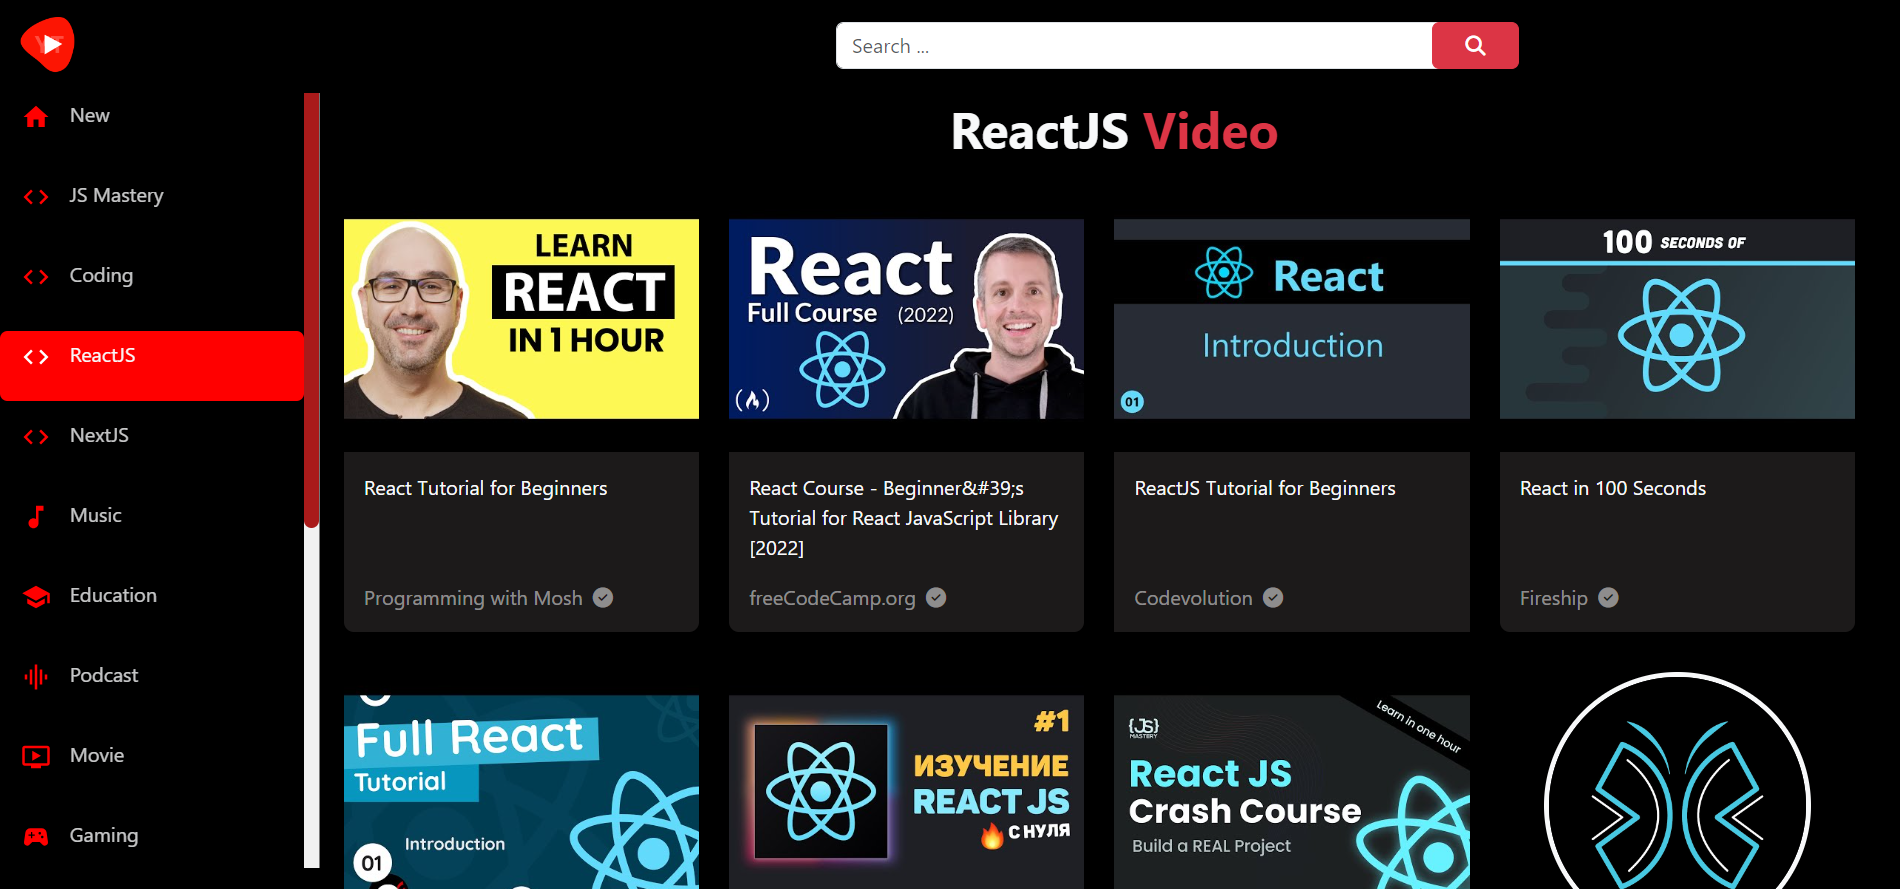 YT
Search ...
New
JS Mastery
Coding
ReactJS
NextJS
Music
Education
Podcast
Movie
Gaming
ReactJS Video
LEARN
REACT
IN 1 HOUR
React
Full Course (2022)
React
Introduction
01
100 SECONDS OF
React Tutorial for Beginners
Programming with Mosh
React Course - Beginner&#39;s
Tutorial for React JavaScript Library
[2022]
freeCodeCamp.org
ReactJS Tutorial for Beginners
Codevolution
React in 100 Seconds
Fireship
Full React
Tutorial
Introduction
01
#1
ИЗУЧЕНИЕ
REACT JS
С НУЛЯ
{JS}
MASTERY
Learn in one hour
React JS
Crash Course
Build a REAL Project